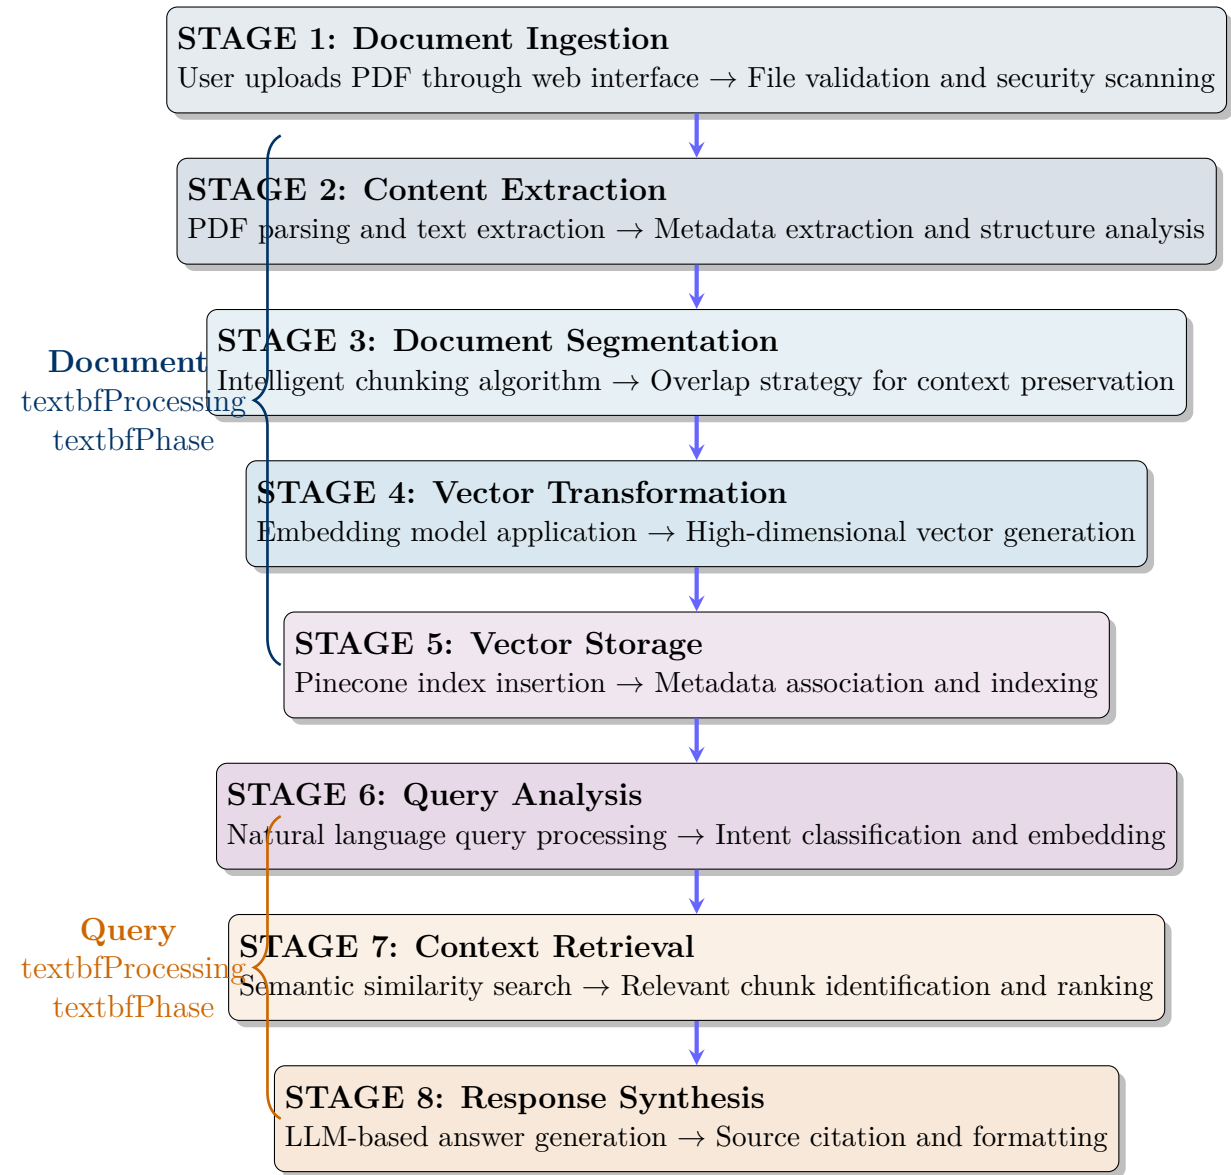 STAGE 1: Document Ingestion
User uploads PDF through web interface → File validation and security scanning
STAGE 2: Content Extraction
PDF parsing and text extraction → Metadata extraction and structure analysis
STAGE 3: Document Segmentation
Intelligent chunking algorithm → Overlap strategy for context preservation
Document
textbfProcessing
textbfPhase
STAGE 4: Vector Transformation
Embedding model application → High-dimensional vector generation
STAGE 5: Vector Storage
Pinecone index insertion → Metadata association and indexing
STAGE 6: Query Analysis
Natural language query processing → Intent classification and embedding
Query
textbfProcessing
textbfPhase
STAGE 7: Context Retrieval
Semantic similarity search → Relevant chunk identification and ranking
STAGE 8: Response Synthesis
LLM-based answer generation → Source citation and formatting